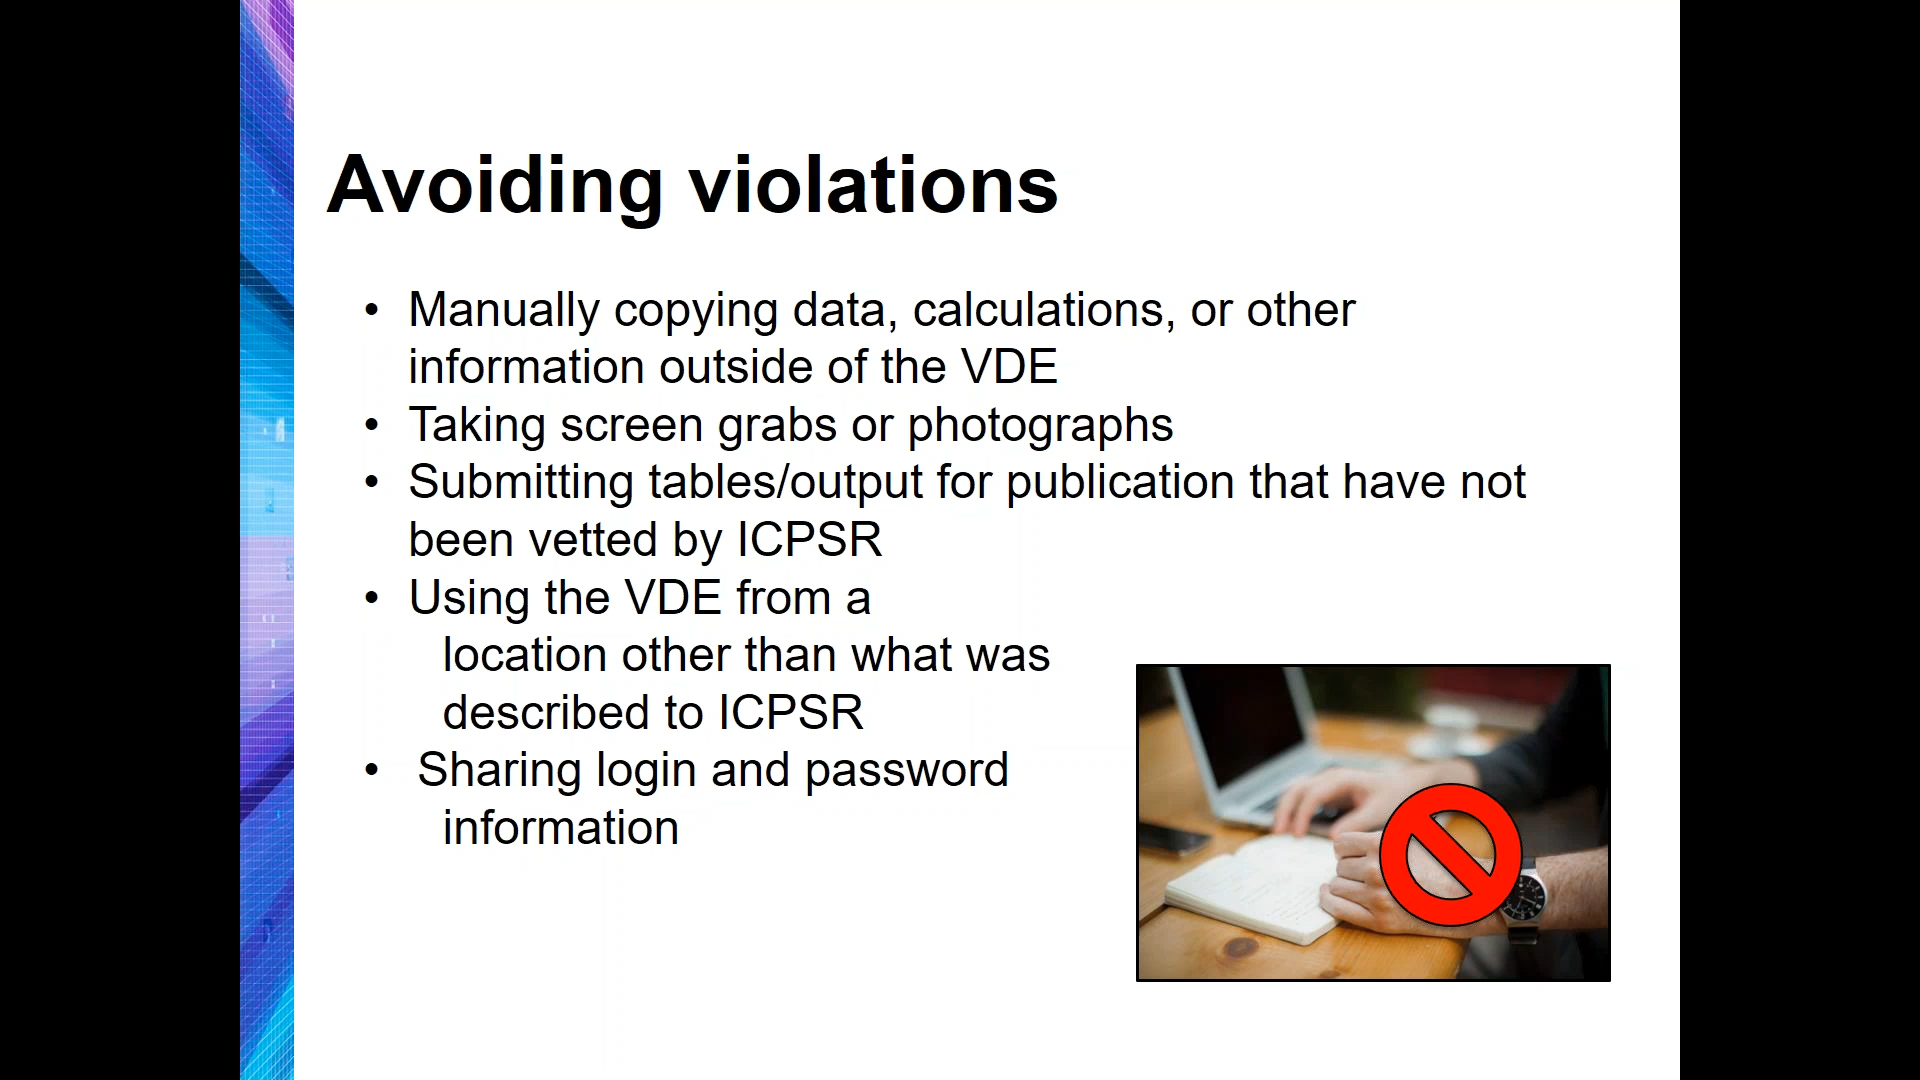 Avoiding violations
• Manually copying data, calculations, or other
information outside of the VDE
• Taking screen grabs or photographs
• Submitting tables/output for publication that have not
been vetted by ICPSR
• Using the VDE from a
location other than what was
described to ICPSR
• Sharing login and password
information